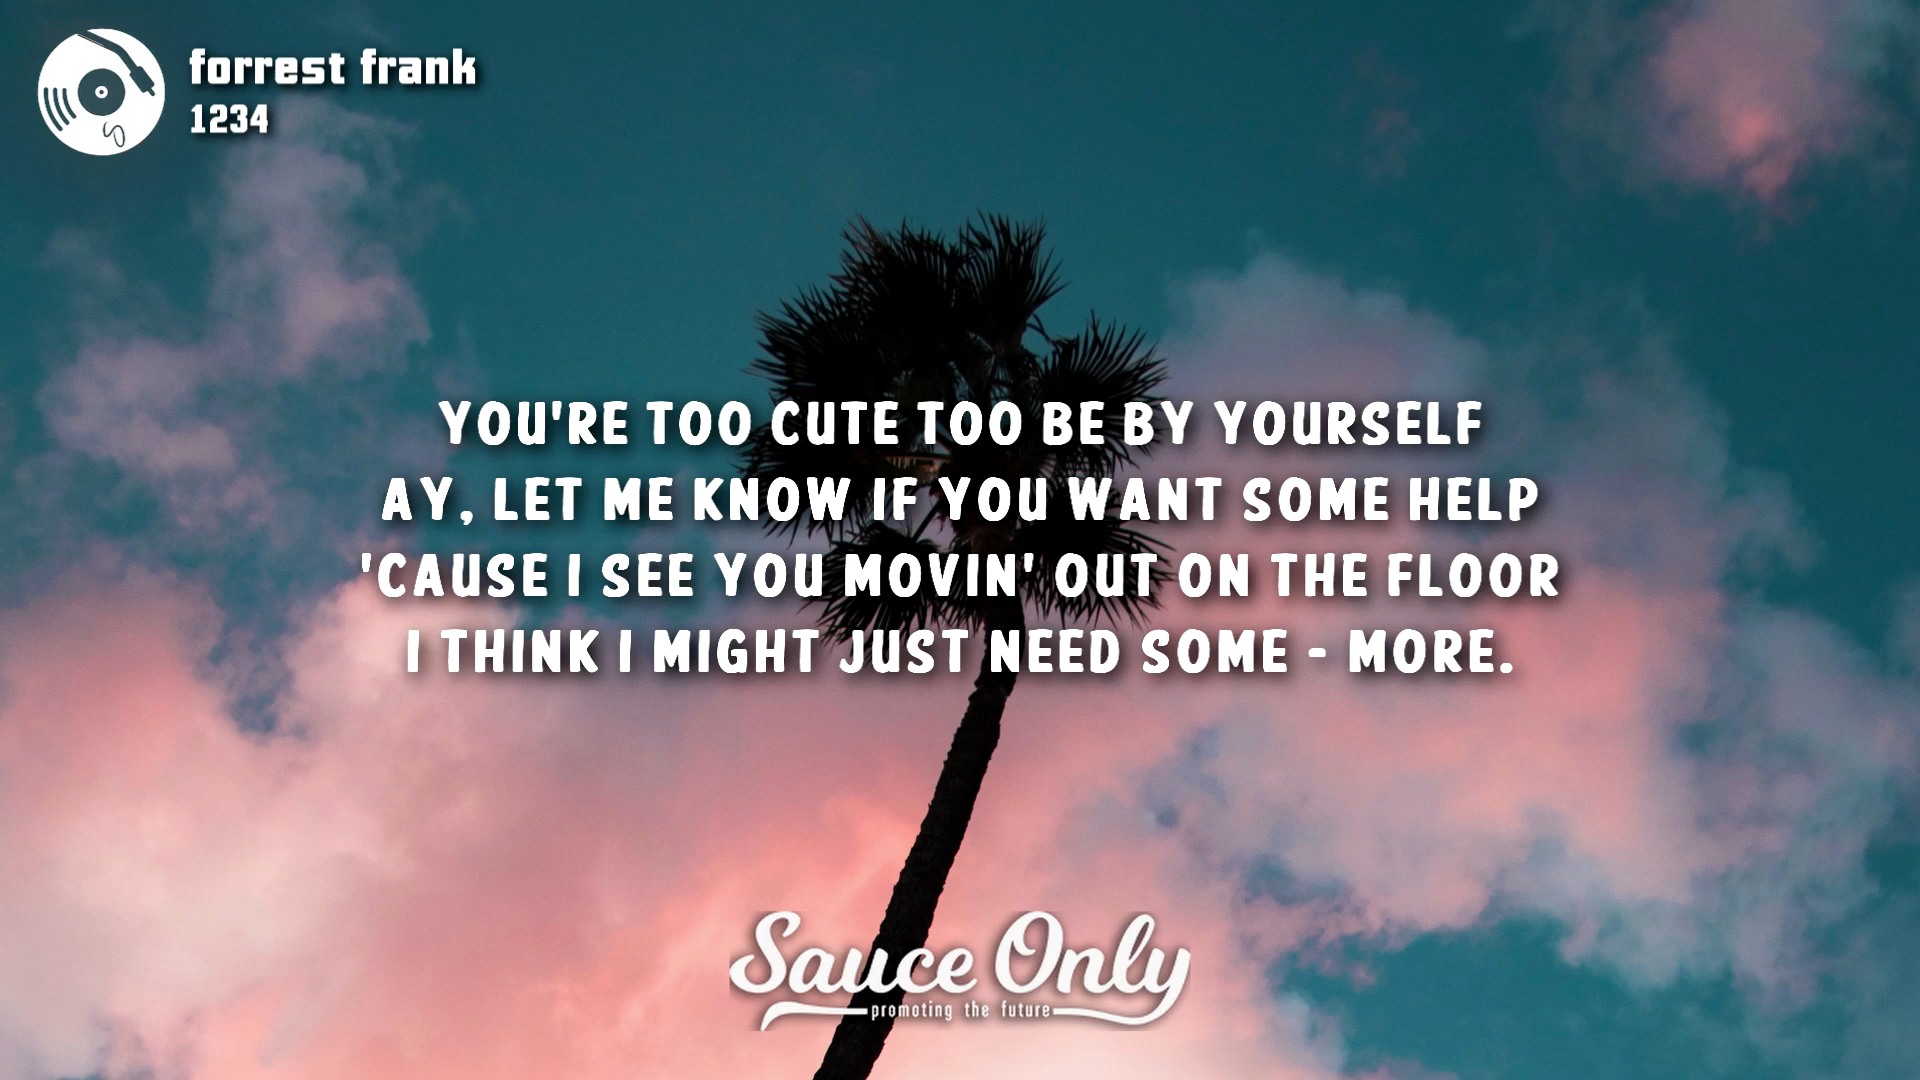 forrest frank
1234
YOU'RE TOO CUTE TOO BE BY YOURSELF
AY, LET ME KNOW IF YOU WANT SOME HELP
'CAUSE I SEE YOU MOVIN' OUT ON THE FLOOR
I THINK I MIGHT JUST NEED SOME - MORE.
Sauce Only
promoting the future